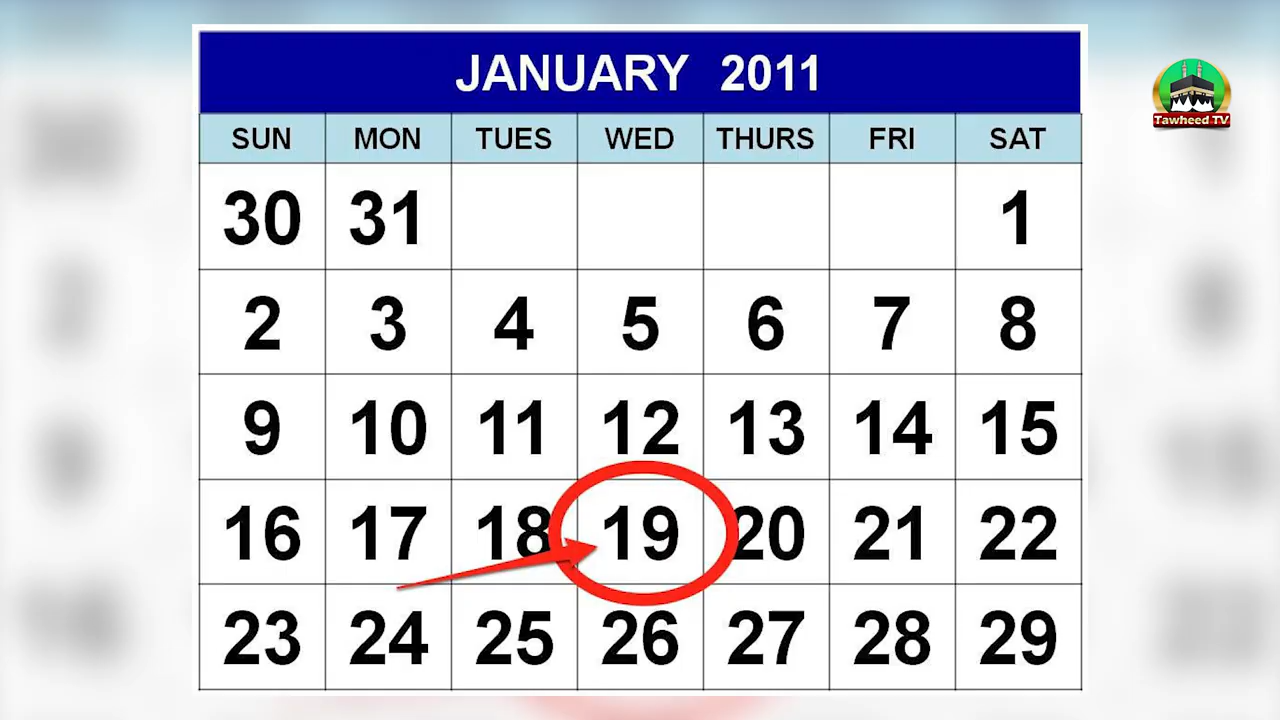 JANUARY 2011
SUN MON TUES WED THURS FRI SAT
30 31 1
2 3 4 5 6 7 8
9 10 11 12 13 14 15
16 17 18 19 20 21 22
23 24 25 26 27 28 29
Tawheed TV